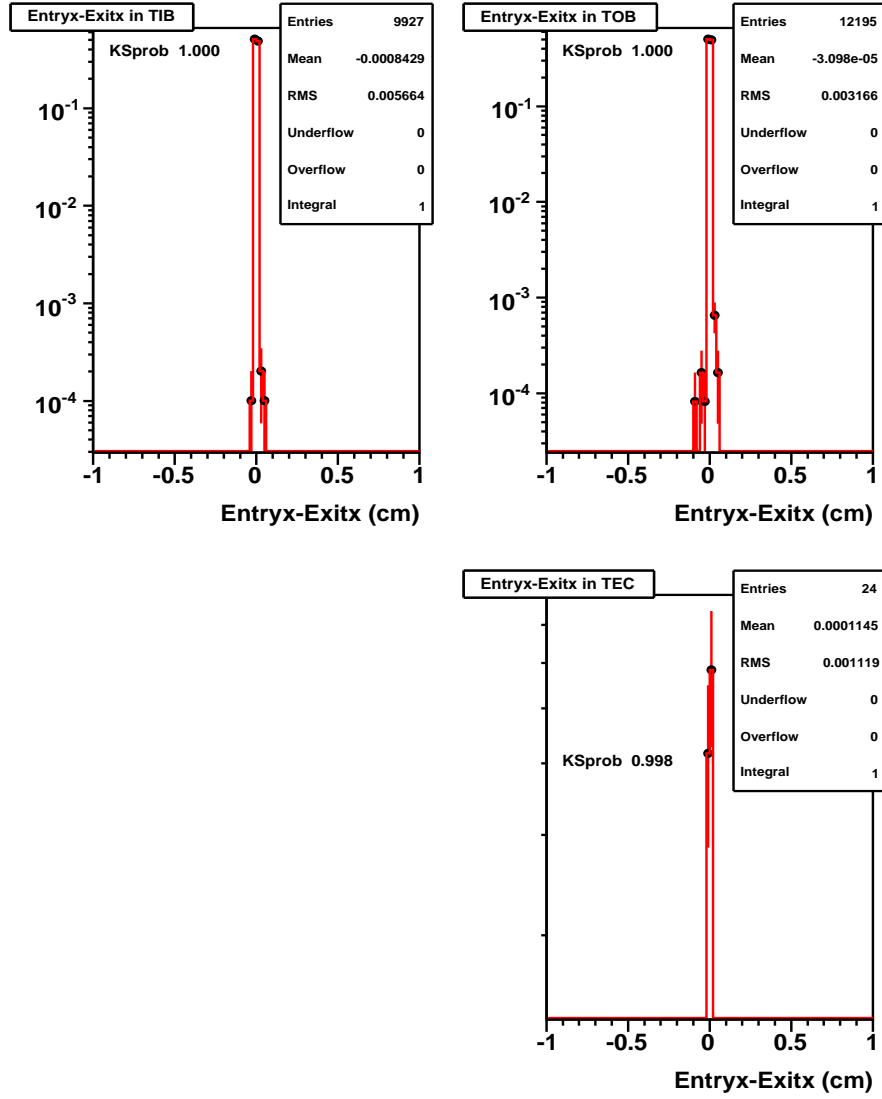 Entryx-Exitx in TIB
KSprob 1.000
Entries 9927
Mean -0.0008429
RMS 0.005664
Underflow 0
Overflow 0
Integral 1
10-1
10-2
10-3
10-4
-1 -0.5 0 0.5 1
Entryx-Exitx (cm)
Entryx-Exitx in TOB
KSprob 1.000
Entries 12195
Mean -3.098e-05
RMS 0.003166
Underflow 0
Overflow 0
Integral 1
10-1
10-2
10-3
10-4
-1 -0.5 0 0.5 1
Entryx-Exitx (cm)
Entryx-Exitx in TEC
KSprob 0.998
Entries 24
Mean 0.0001145
RMS 0.001119
Underflow 0
Overflow 0
Integral 1
-1 -0.5 0 0.5 1
Entryx-Exitx (cm)